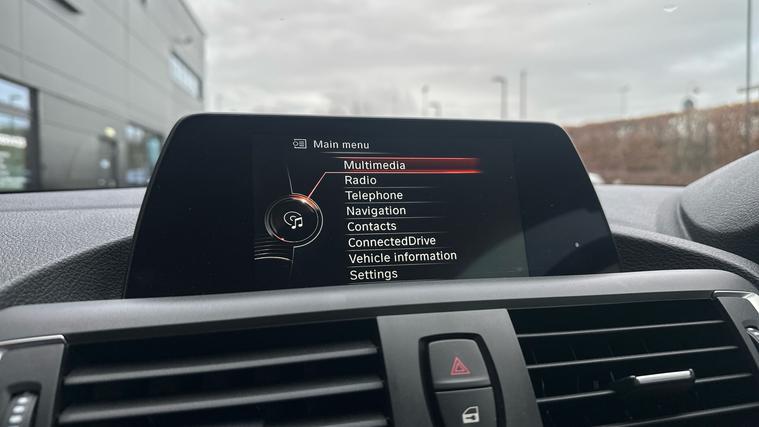 Main menu
Multimedia
Radio
Telephone
Navigation
Contacts
ConnectedDrive
Vehicle information
Settings